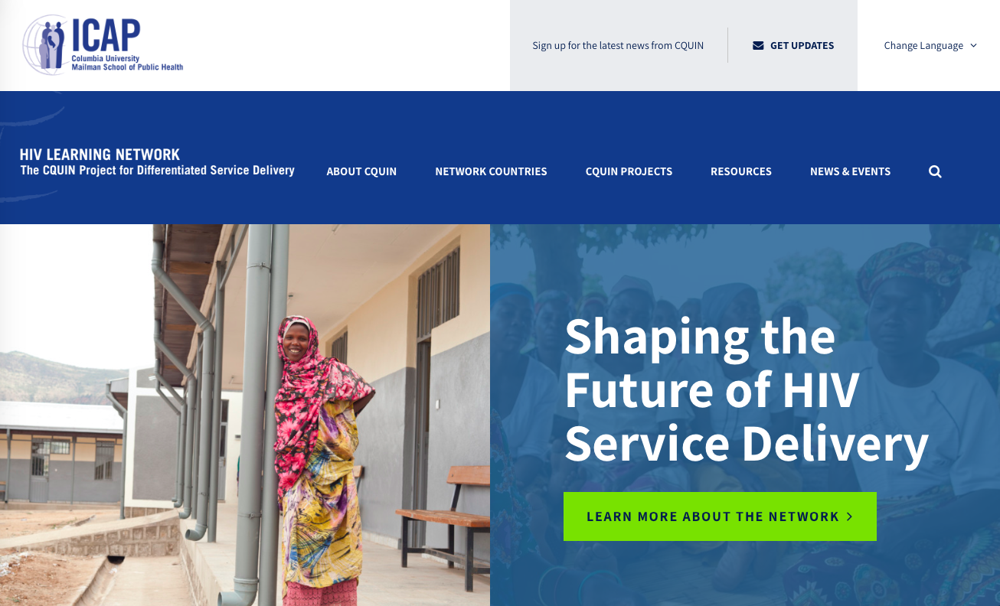 ICAP
Columbia University
Mailman School of Public Health
Sign up for the latest news from CQUIN
GET UPDATES
Change Language
HIV LEARNING NETWORK
The CQUIN Project for Differentiated Service Delivery
ABOUT CQUIN
NETWORK COUNTRIES
CQUIN PROJECTS
RESOURCES
NEWS & EVENTS
Shaping the
Future of HIV
Service Delivery
LEARN MORE ABOUT THE NETWORK